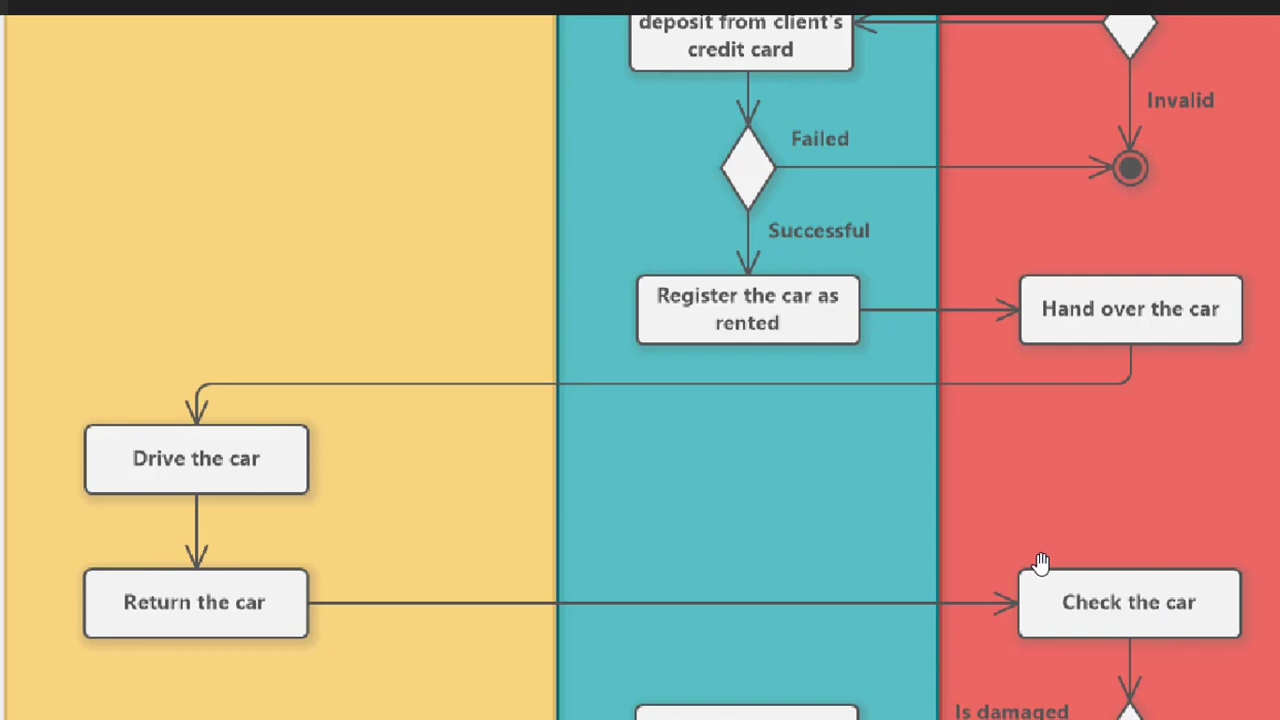 deposit from client's
credit card
Invalid
Failed
Successful
Register the car as
rented
Hand over the car
Drive the car
Return the car
Check the car
Is damaged